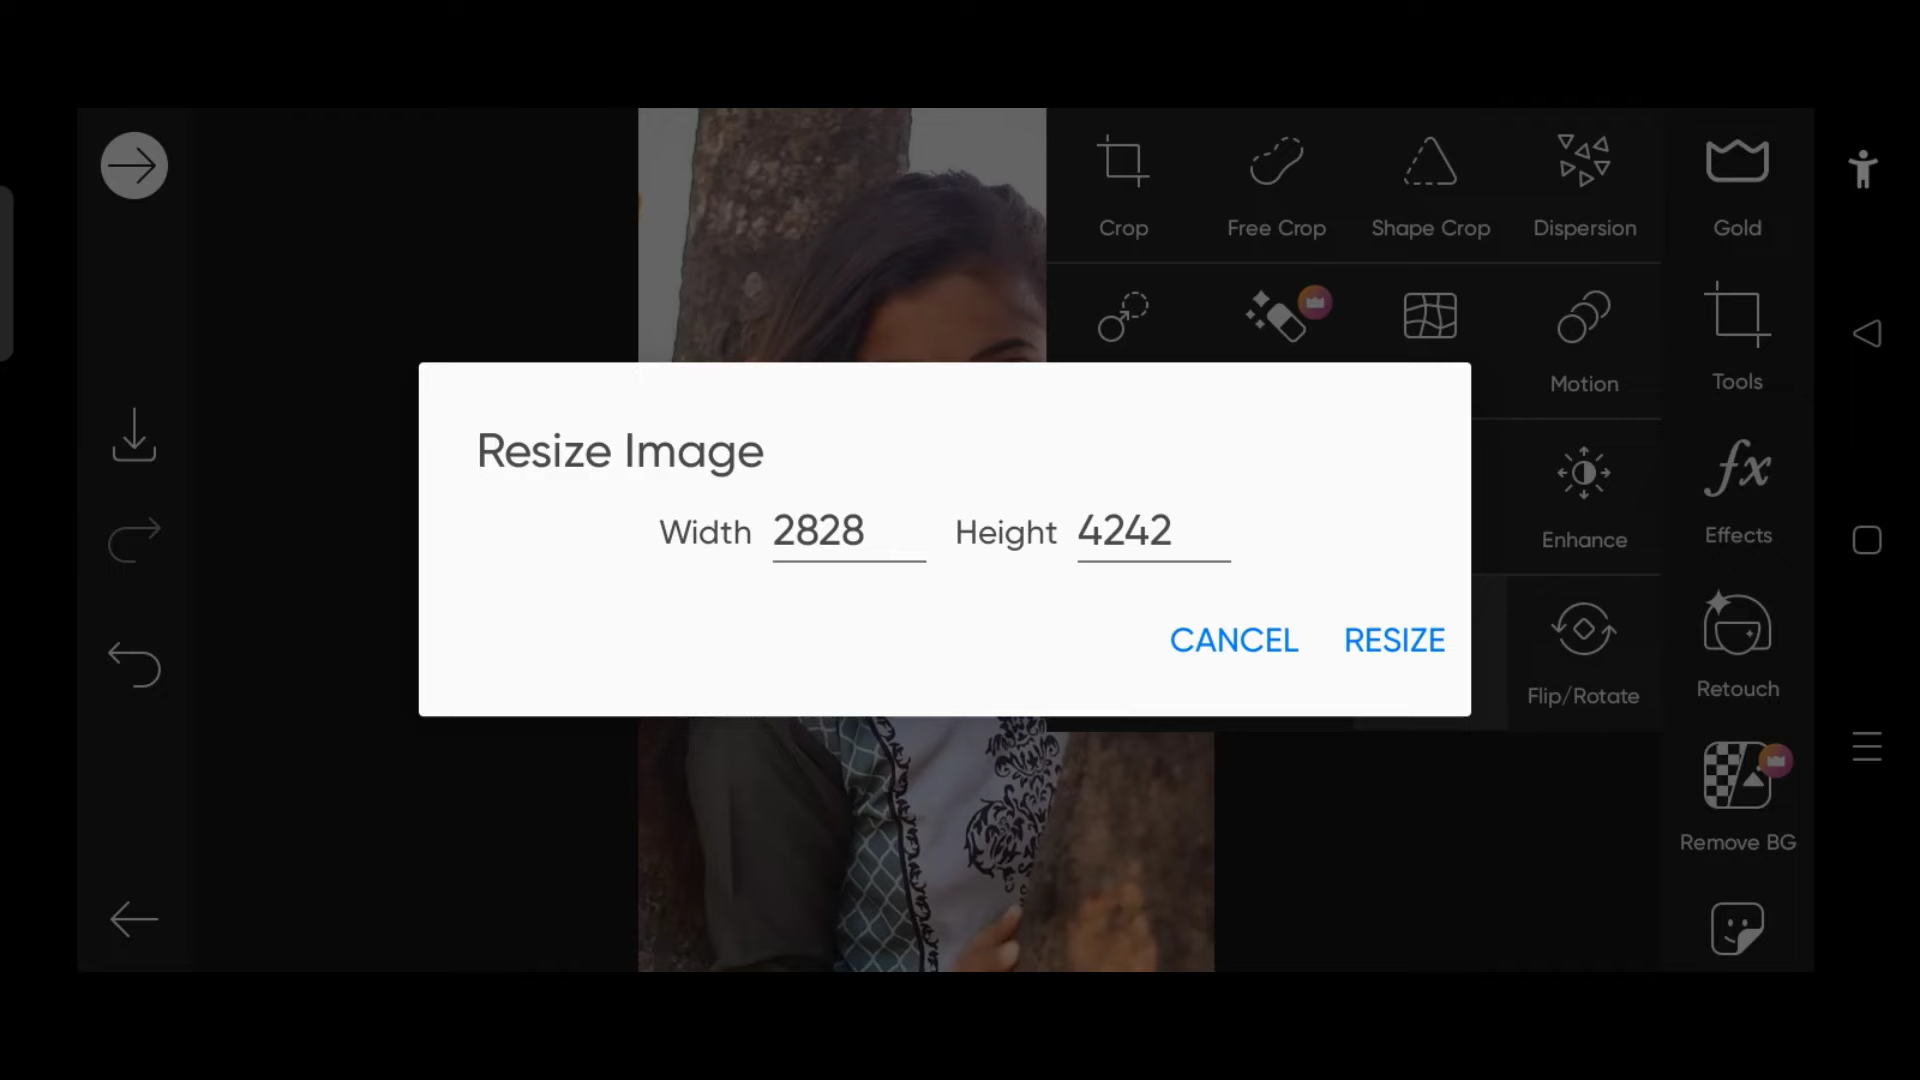 Crop
Free Crop
Shape Crop
Dispersion
Gold
Motion
Tools
Resize Image
Width 2828 Height 4242
CANCEL RESIZE
Enhance
fx
Effects
Flip/Rotate
Retouch
Remove BG